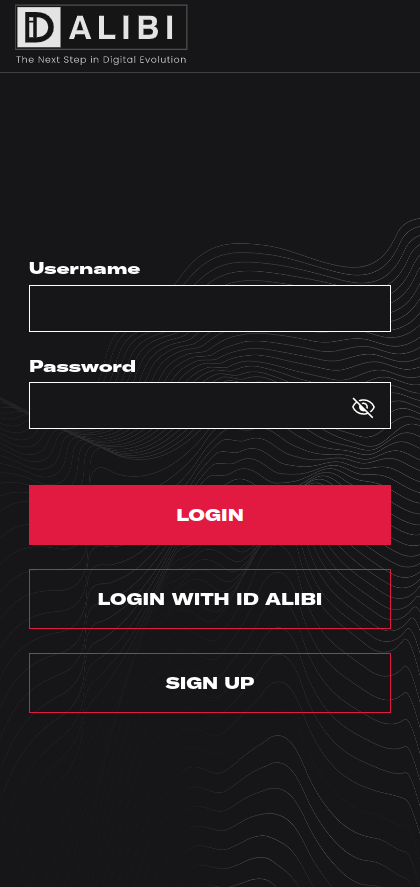 iD ALIBI
The Next Step in Digital Evolution
Username
Password
LOGIN
LOGIN WITH ID ALIBI
SIGN UP